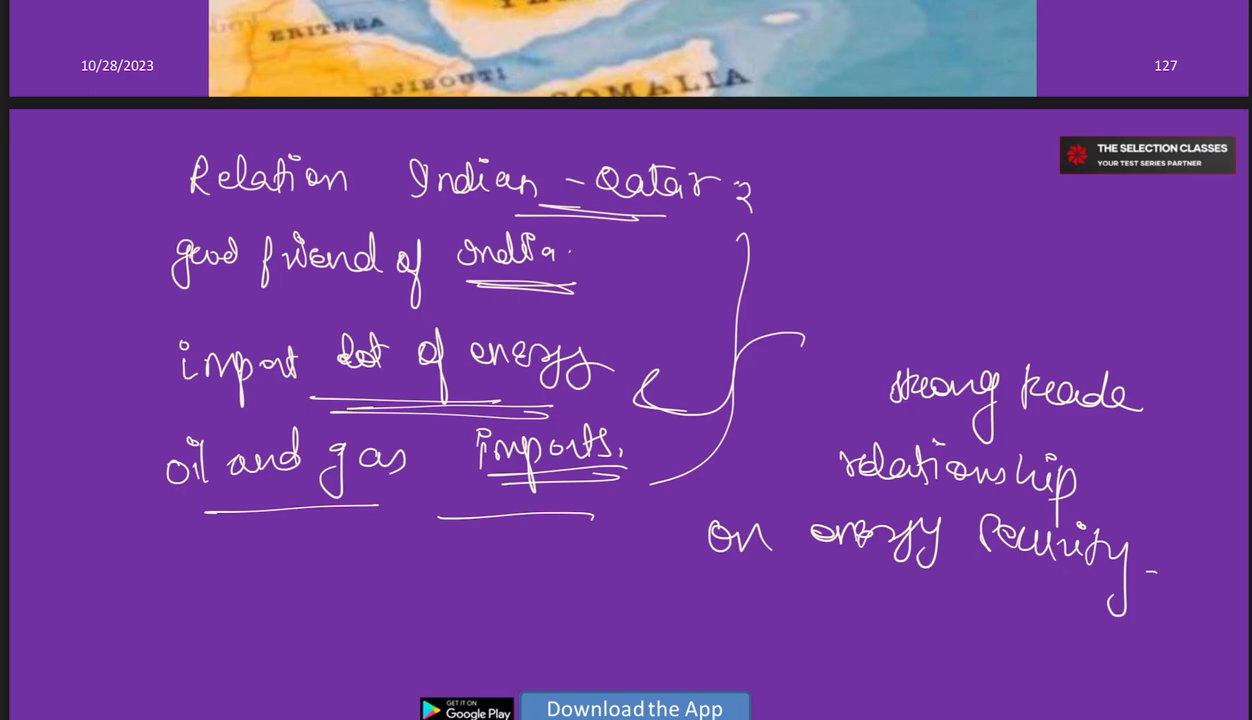 ERITREA
DJIBOUTI
SOMALIA
10/28/2023
127
THE SELECTION CLASSES
YOUR TEST SERIES PARTNER
Relation Indian - Qatar
good friend of India.
import lot of energy
oil and gas imports.
strong trade
relationship
on energy security
GET IT ON
Google Play
Download the App